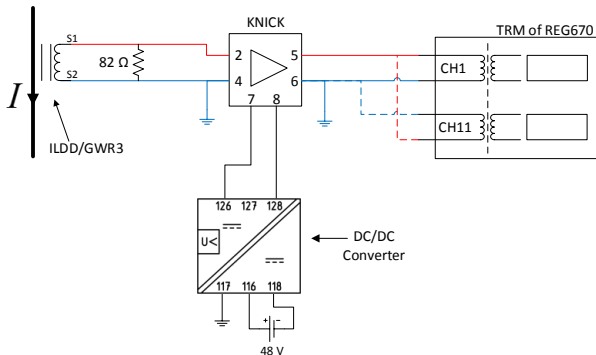 KNICK
TRM of REG670
S1
S2
82 Ω
2
4
5
6
7 8
CH1
CH11
I
ILDD/GWR3
126 127 128
U<
DC/DC
Converter
117 116 118
+ -
48 V